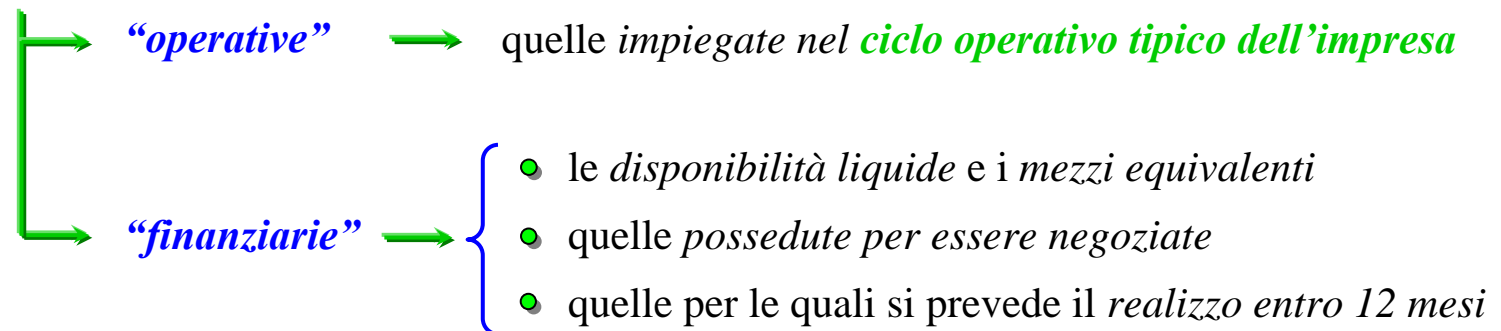 “operative” quelle impiegate nel ciclo operativo tipico dell’impresa
le disponibilità liquide e i mezzi equivalenti
“finanziarie” quelle possedute per essere negoziate
quelle per le quali si prevede il realizzo entro 12 mesi